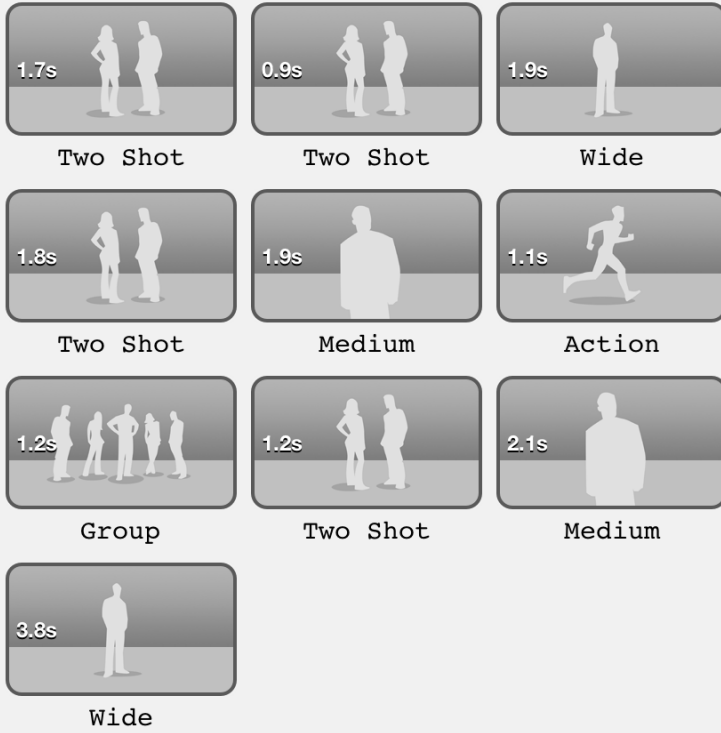 1.7s
0.9s
1.9s
Two Shot
Two Shot
Wide
1.8s
1.9s
1.1s
Two Shot
Medium
Action
1.2s
1.2s
2.1s
Group
Two Shot
Medium
3.8s
Wide